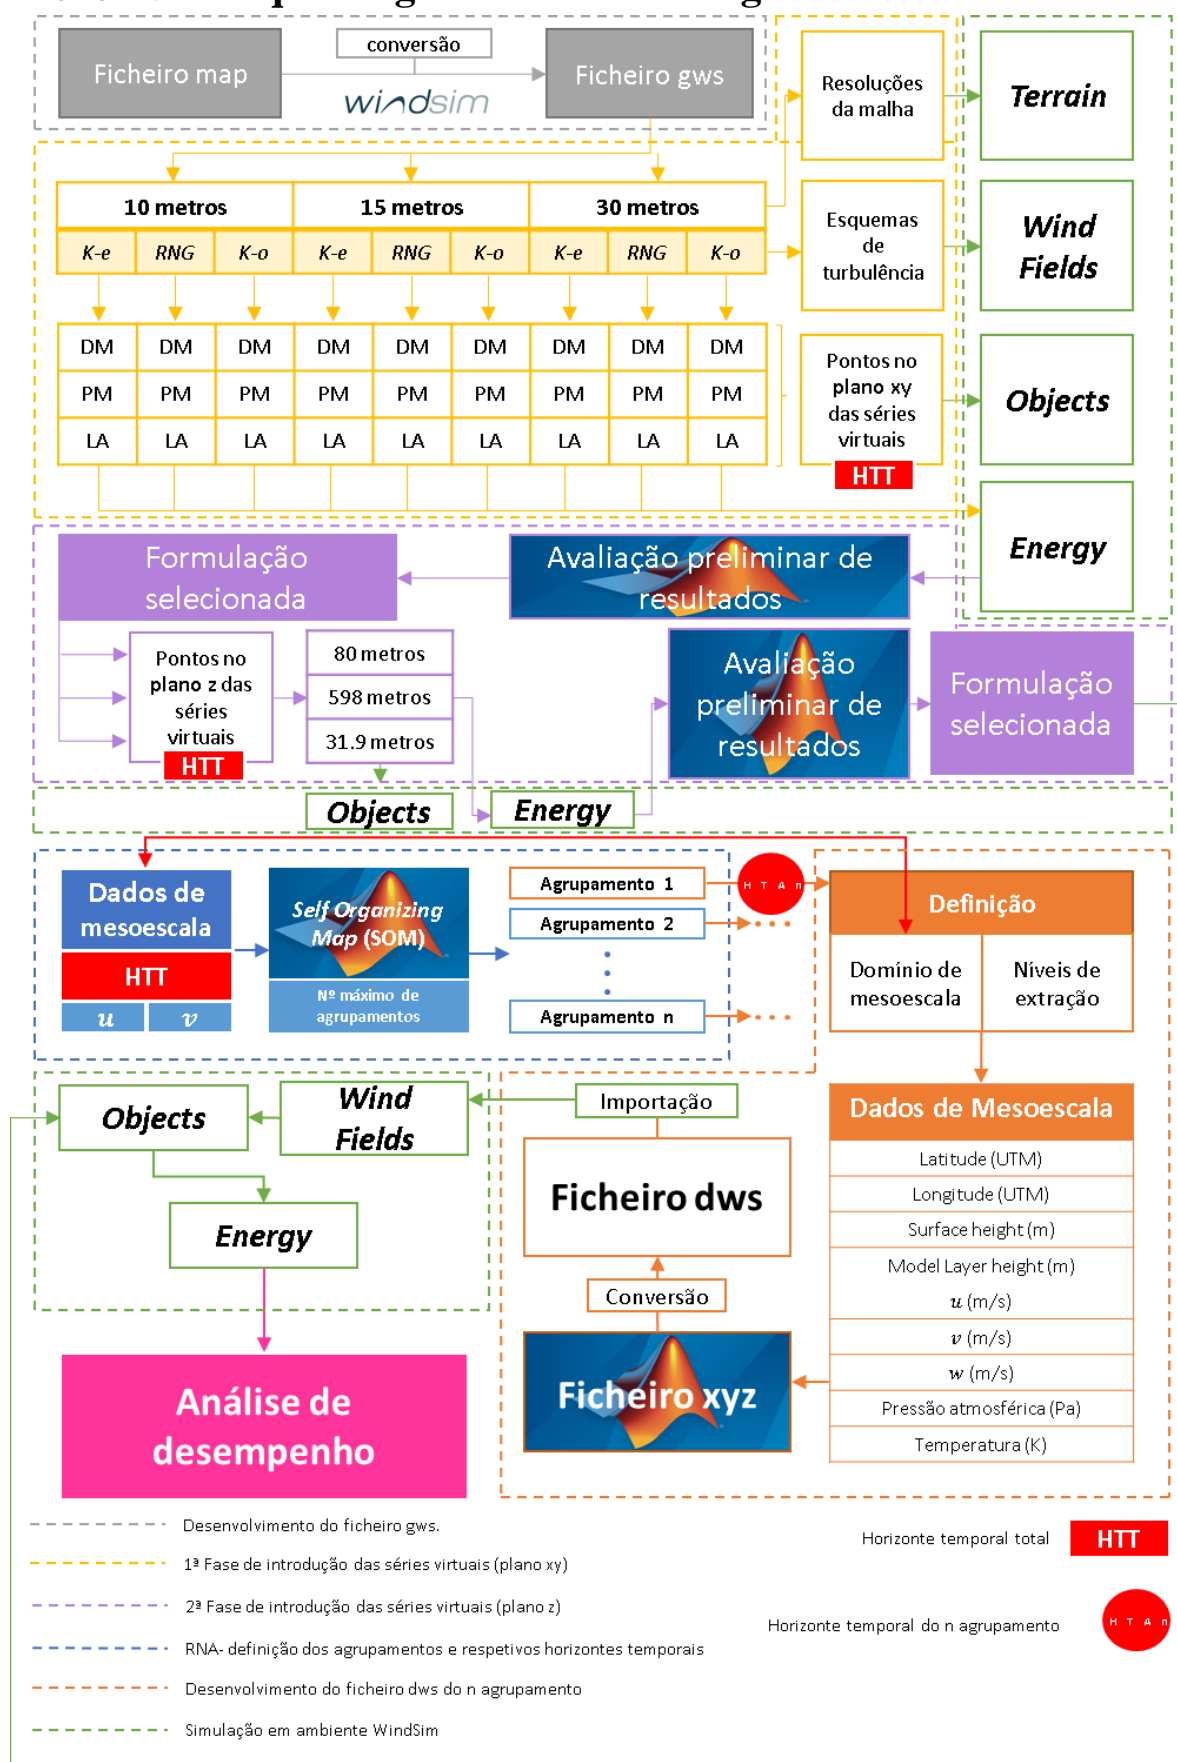 Ficheiro map
conversão
windsim
Ficheiro gws
Resoluções
da malha
Terrain
10 metros
15 metros
30 metros
K-e
RNG
K-o
K-e
RNG
K-o
K-e
RNG
K-o
Esquemas
de
turbulência
Wind
Fields
DM
DM
DM
DM
DM
DM
DM
DM
DM
PM
PM
PM
PM
PM
PM
PM
PM
PM
LA
LA
LA
LA
LA
LA
LA
LA
LA
Pontos no
plano xy
das séries
virtuais
HTT
Objects
Energy
Formulação
selecionada
Avaliação preliminar de
resultados
Pontos no
plano z das
séries
virtuais
HTT
80 metros
598 metros
31.9 metros
Avaliação
preliminar de
resultados
Formulação
selecionada
Objects
Energy
Dados de
mesoescala
HTT
u
v
Self Organizing
Map (SOM)
Nº máximo de
agrupamentos
Agrupamento 1
Agrupamento 2
Agrupamento n
H T A n
Definição
Domínio de
mesoescala
Níveis de
extração
Objects
Wind
Fields
Energy
Importação
Ficheiro dws
Conversão
Ficheiro xyz
Dados de Mesoescala
Latitude (UTM)
Longitude (UTM)
Surface height (m)
Model Layer height (m)
u (m/s)
v (m/s)
w (m/s)
Pressão atmosférica (Pa)
Temperatura (K)
Análise de
desempenho
Desenvolvimento do ficheiro gws.
1ª Fase de introdução das séries virtuais (plano xy)
2ª Fase de introdução das séries virtuais (plano z)
RNA- definição dos agrupamentos e respetivos horizontes temporais
Desenvolvimento do ficheiro dws do n agrupamento
Simulação em ambiente WindSim
Horizonte temporal total
HTT
Horizonte temporal do n agrupamento
H T A n